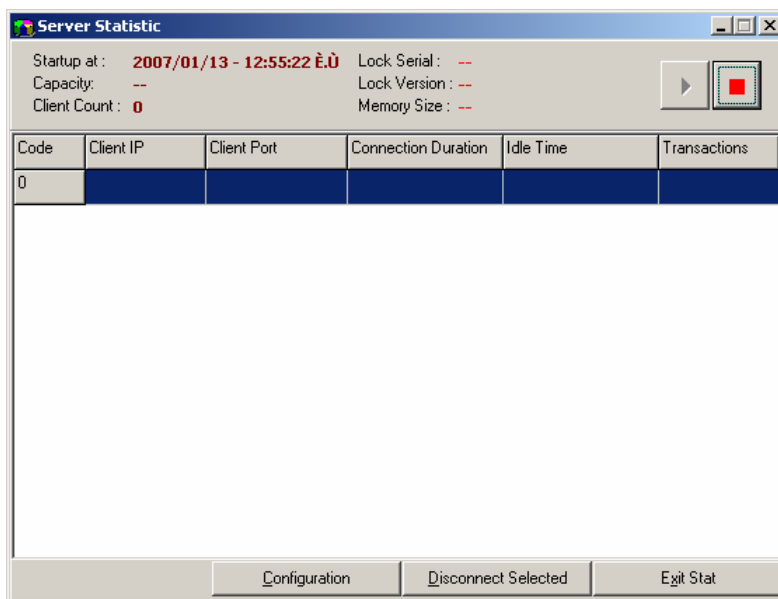 Server Statistic
Startup at : 2007/01/13 - 12:55:22 È.Ù Lock Serial : --
Capacity: -- Lock Version : --
Client Count : 0 Memory Size : --
Code Client IP Client Port Connection Duration Idle Time Transactions
0
Configuration Disconnect Selected Exit Stat